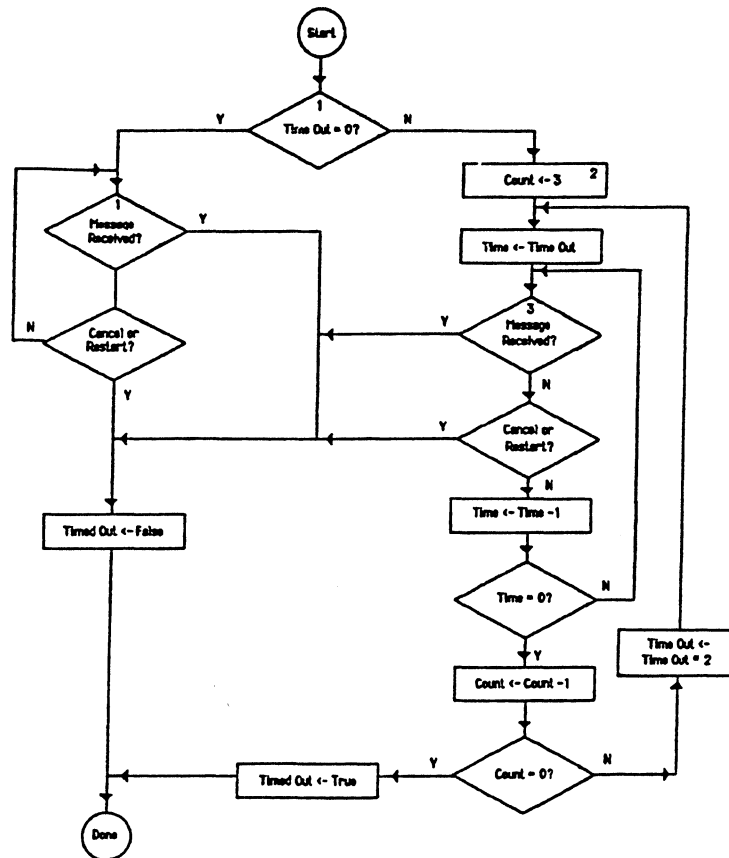 Start
1
Time Out = 0?
Y
N
Count <- 3
2
1
Message
Received?
Y
Time <- Time Out
3
Message
Received?
Y
N
N
Cancel or
Restart?
Y
Cancel or
Restart?
Y
N
Timed Out <- False
Time <- Time -1
Time = 0?
N
Y
Time Out <-
Time Out = 2
Count <- Count -1
Timed Out <- True
Y
Count = 0?
N
Done